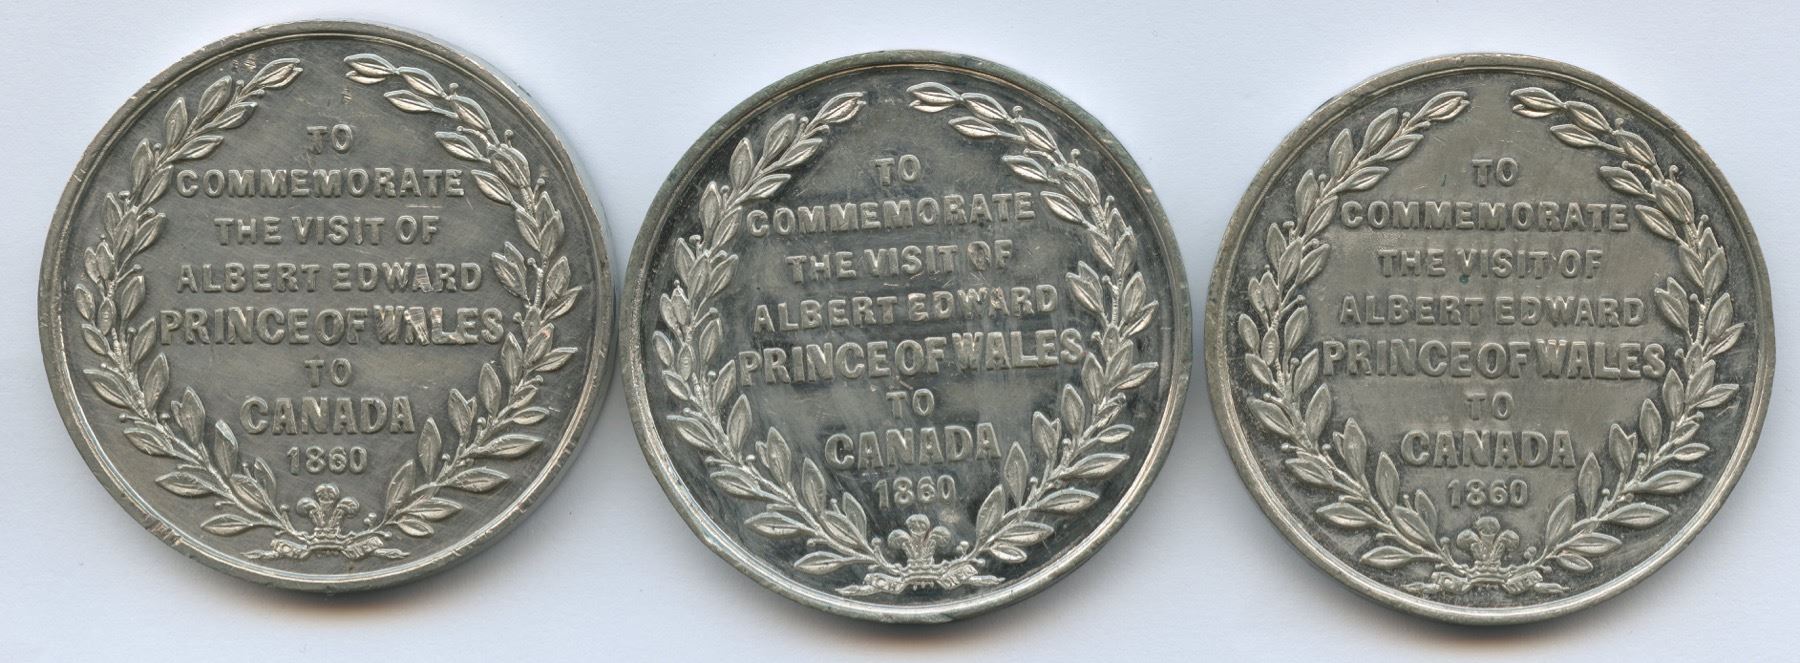 TO
COMMEMORATE
THE VISIT OF
ALBERT EDWARD
PRINCE OF WALES
TO
CANADA
1860
TO
COMMEMORATE
THE VISIT OF
ALBERT EDWARD
PRINCE OF WALES
TO
CANADA
1860
TO
COMMEMORATE
THE VISIT OF
ALBERT EDWARD
PRINCE OF WALES
TO
CANADA
1860